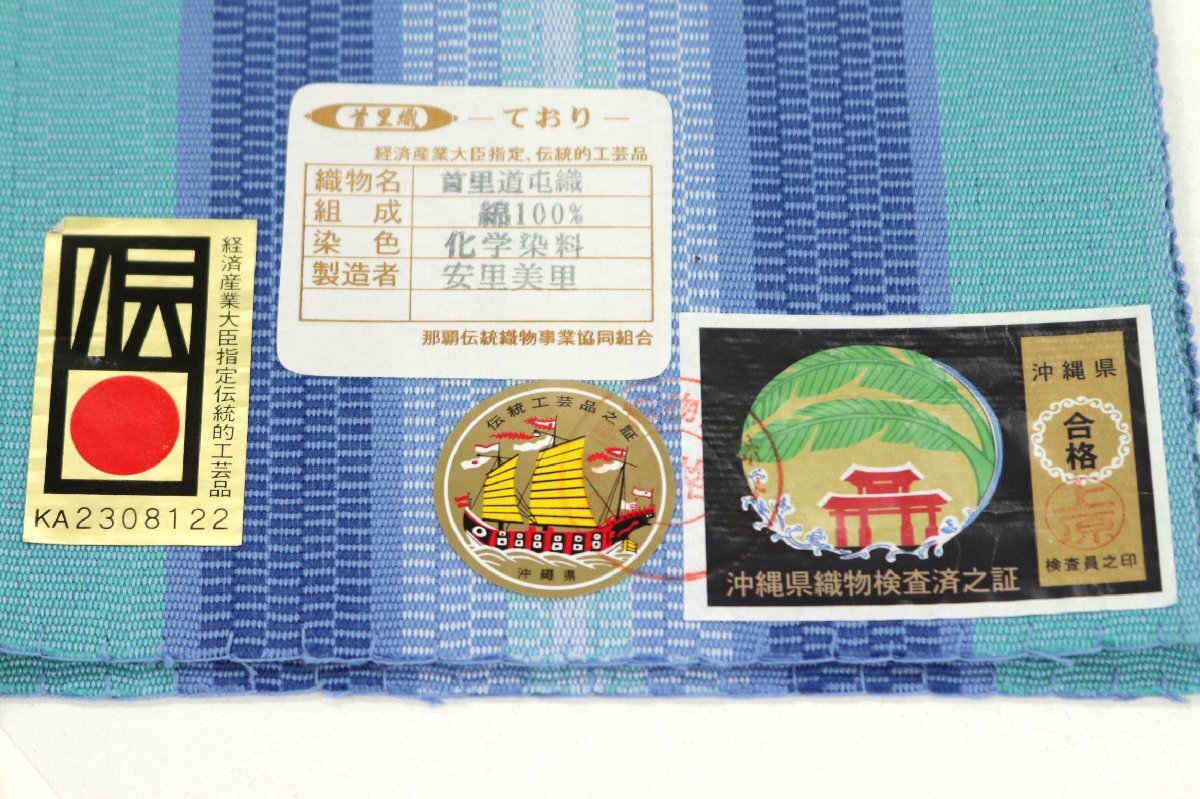 首里織 ―ており―
経済産業大臣指定、伝統的工芸品
織物名 首里道屯織
組成 綿100%
染色 化学染料
製造者 安里美里
那覇伝統織物事業協同組合
伝
経済産業大臣指定伝統的工芸品
KA2308122
伝統工芸品之証
沖縄県
沖縄県
合格
上原
検査員之印
沖縄県織物検査済之証